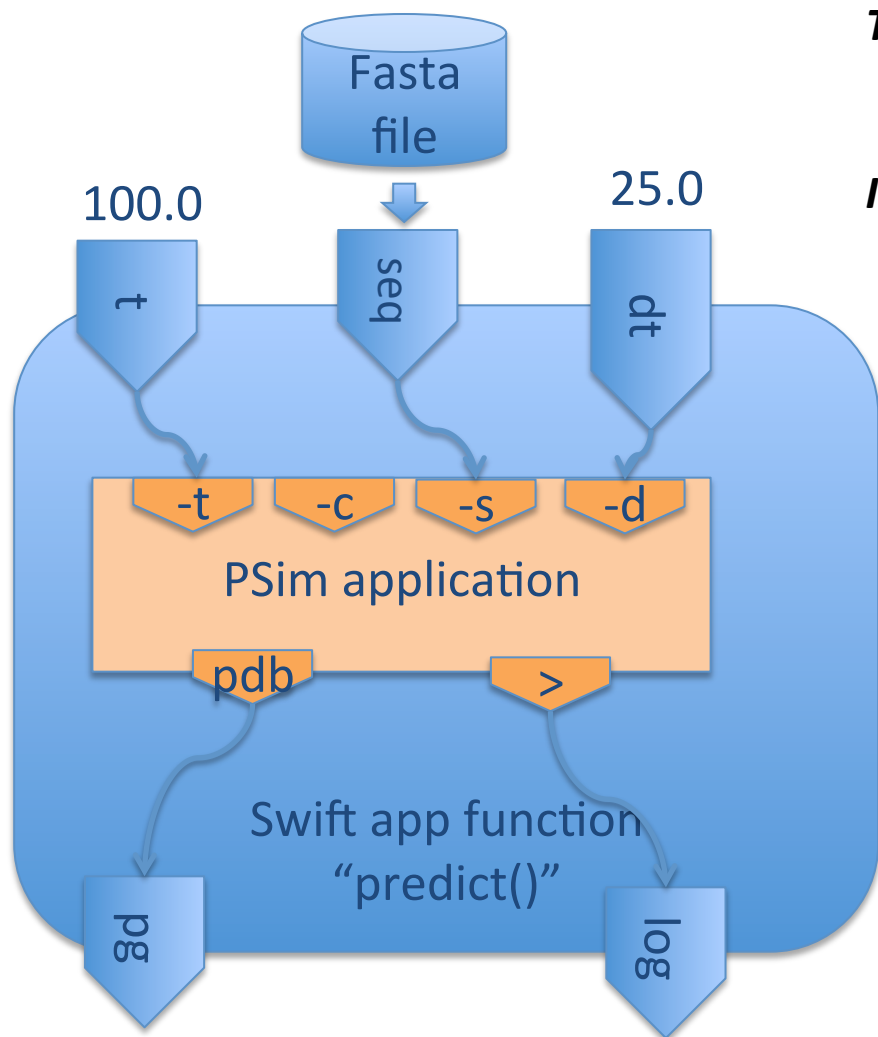 T
Fasta
file
100.0
25.0
I
t
seq
dt
-t
-c
-s
-d
PSim application
pdb
>
Swift app function
“predict()”
pg
log